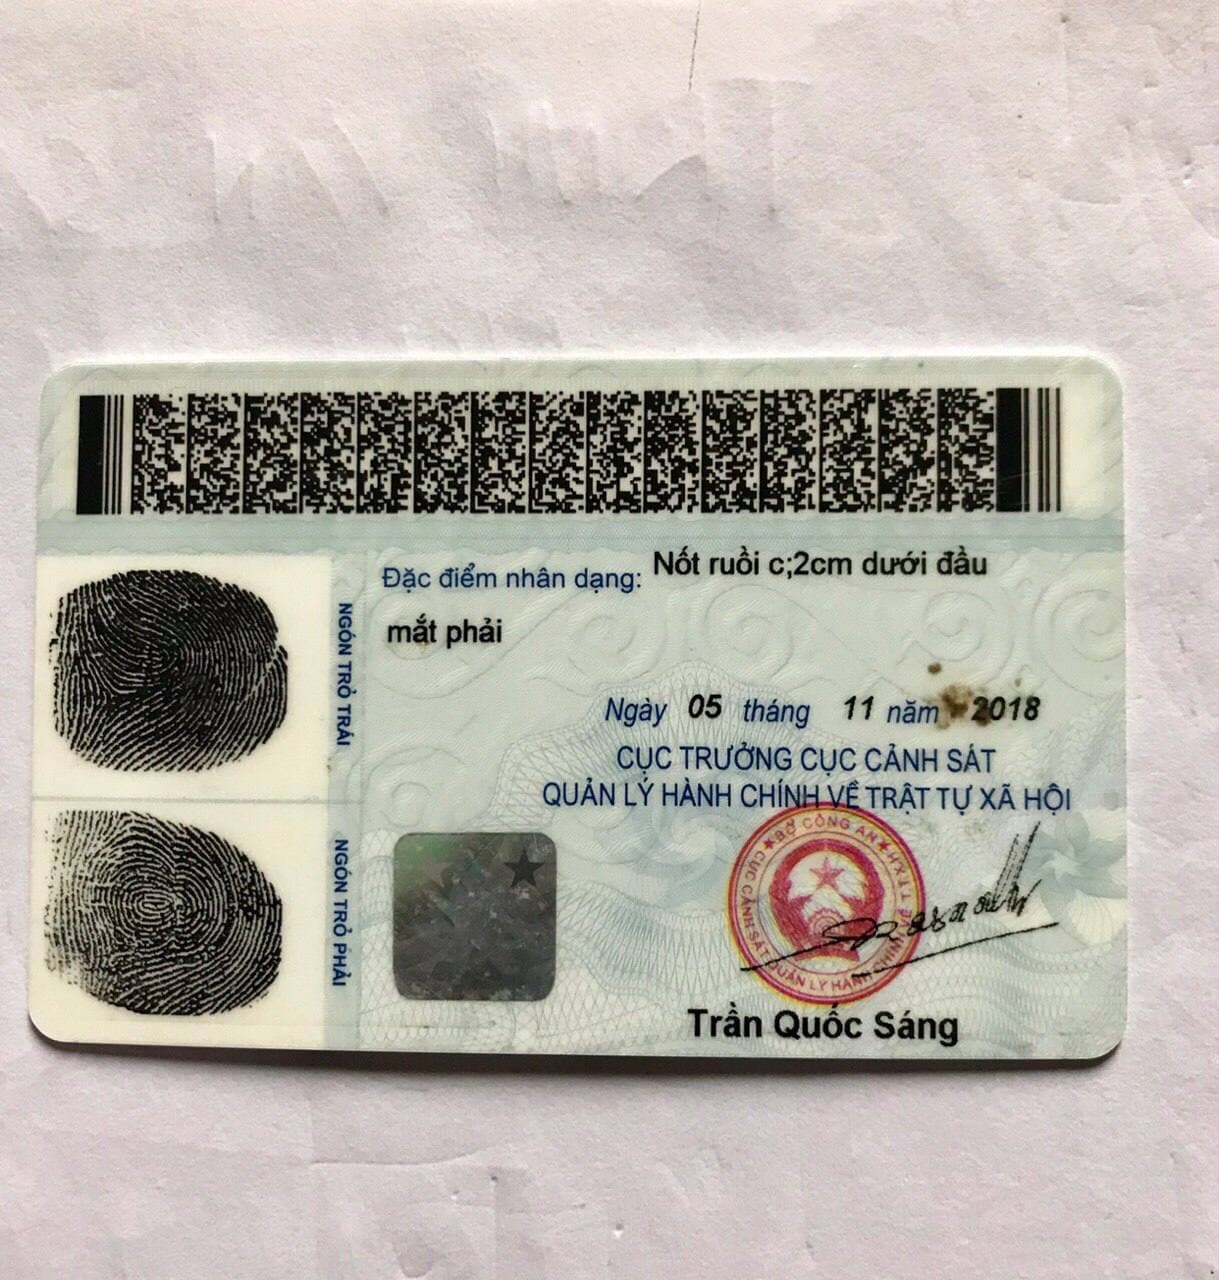 Đặc điểm nhân dạng: Nốt ruồi c;2cm dưới đầu
mắt phải
NGÓN TRỎ TRÁI
NGÓN TRỎ PHẢI
Ngày 05 tháng 11 năm 2018
CỤC TRƯỞNG CỤC CẢNH SÁT
QUẢN LÝ HÀNH CHÍNH VỀ TRẬT TỰ XÃ HỘI
★BỘ CÔNG AN★
CỤC CẢNH SÁT QUẢN LÝ HÀNH CHÍNH VỀ TTXH
Trần Quốc Sáng